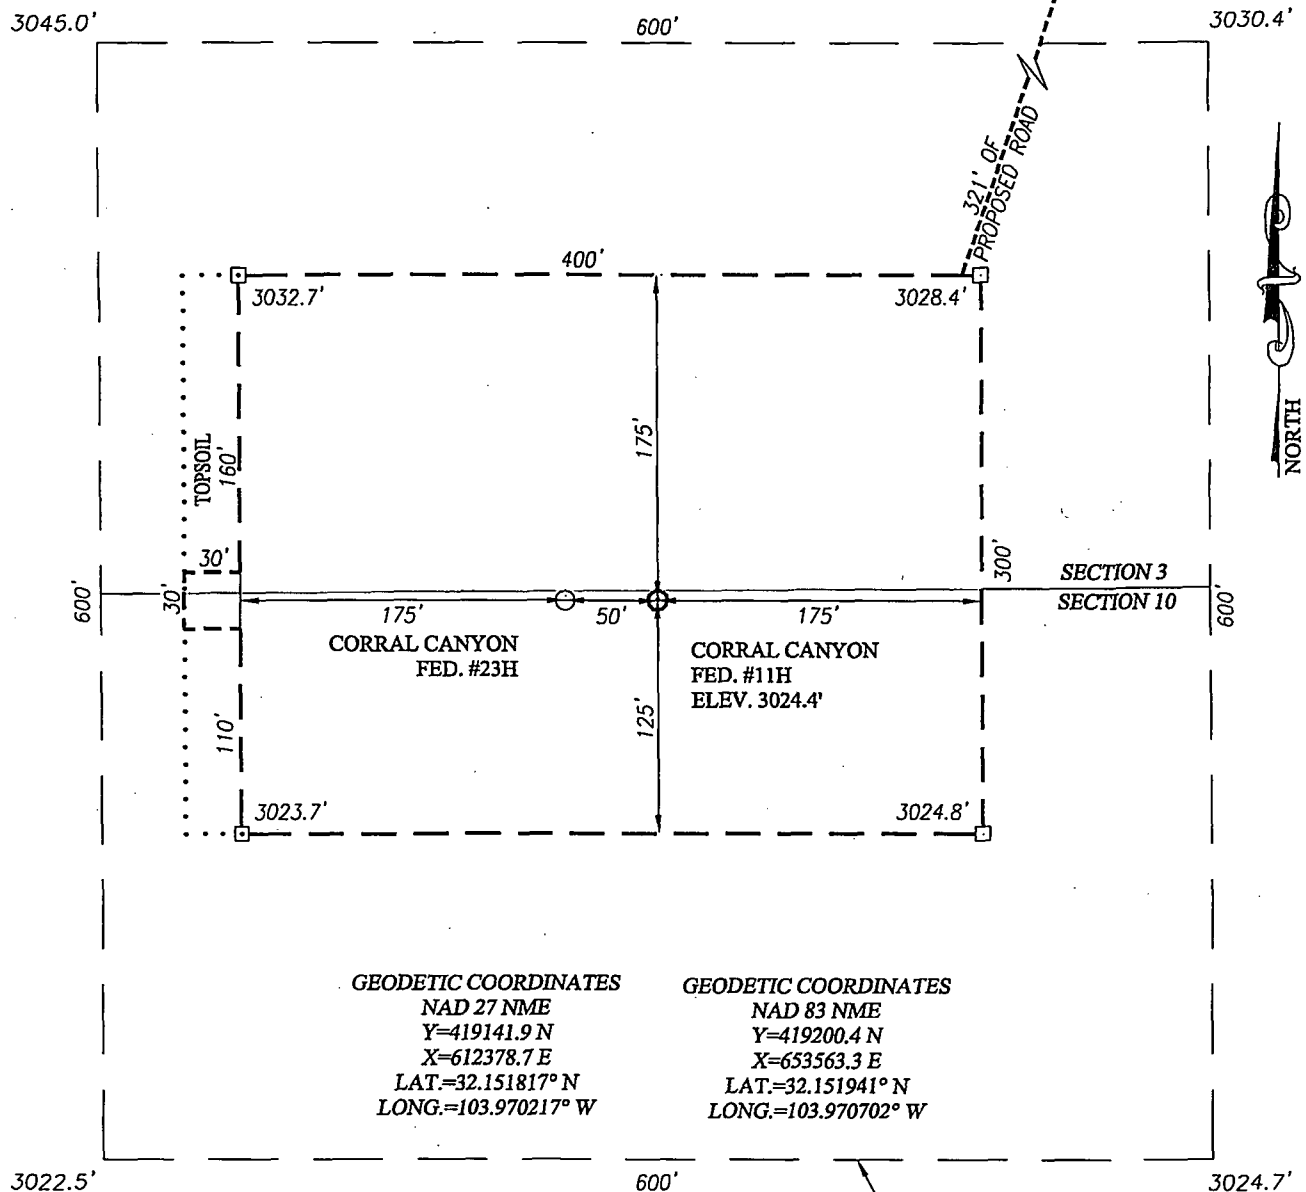 3045.0'
600'
3030.4'
321' OF
PROPOSED ROAD
400'
3032.7'
3028.4'
NORTH
175'
TOPSOIL
160'
30'
30'
600'
300'
SECTION 3
SECTION 10
600'
175'
50'
175'
CORRAL CANYON
FED. #23H
CORRAL CANYON
FED. #11H
ELEV. 3024.4'
125'
110'
3023.7'
3024.8'
GEODETIC COORDINATES
NAD 27 NME
Y=419141.9 N
X=612378.7 E
LAT.=32.151817° N
LONG.=103.970217° W
GEODETIC COORDINATES
NAD 83 NME
Y=419200.4 N
X=653563.3 E
LAT.=32.151941° N
LONG.=103.970702° W
3022.5'
600'
3024.7'